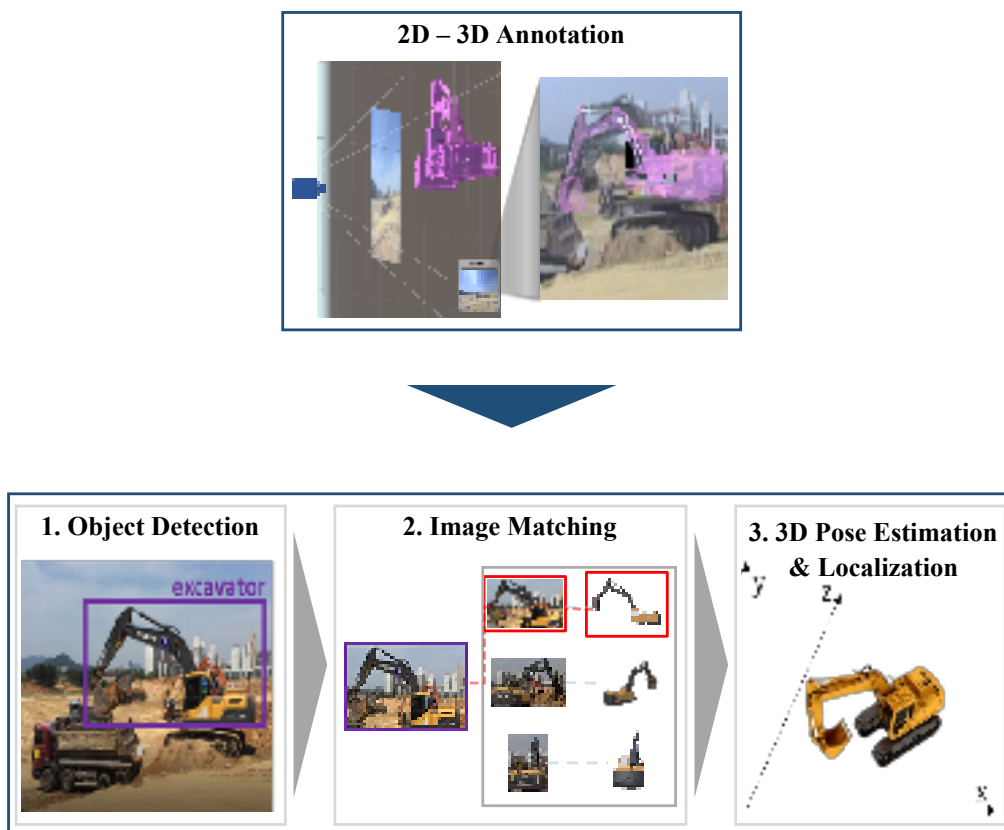 2D – 3D Annotation
1. Object Detection
excavator
2. Image Matching
3. 3D Pose Estimation
& Localization
y
z
x